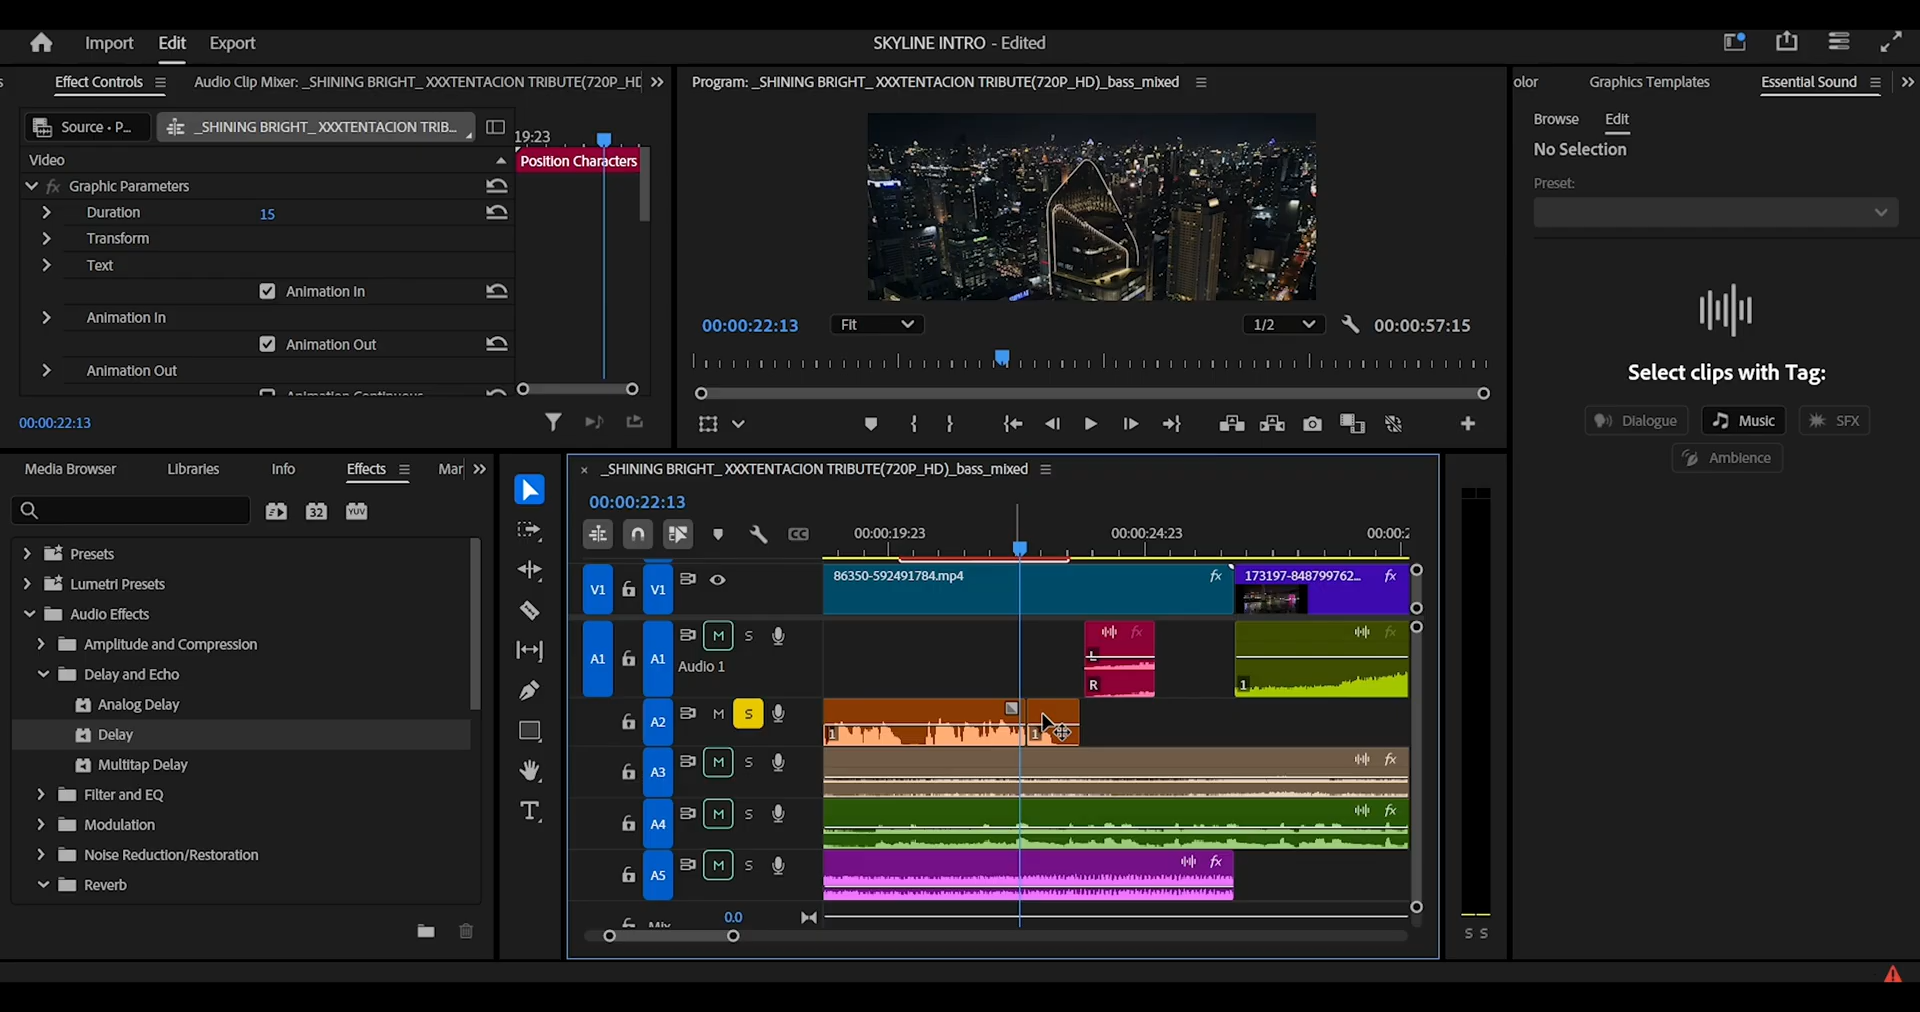 Import
Edit
Export
SKYLINE INTRO - Edited
Effect Controls
Audio Clip Mixer: _SHINING BRIGHT_ XXXTENTACION TRIBUTE(720P_HD
Program: _SHINING BRIGHT_ XXXTENTACION TRIBUTE(720P_HD)_bass_mixed
olor
Graphics Templates
Essential Sound
Source • P...
_SHINING BRIGHT_ XXXTENTACION TRIB...
19:23
Position Characters
Browse
Edit
No Selection
Preset:
Video
fx Graphic Parameters
Duration
15
Transform
Text
Animation In
Animation In
Animation Out
Animation Out
Animation Continuous
00:00:22:13
00:00:22:13
Fit
1/2
00:00:57:15
Select clips with Tag:
Dialogue
Music
SFX
Ambience
Media Browser
Libraries
Info
Effects
Mar
32
YUV
Presets
Lumetri Presets
Audio Effects
Amplitude and Compression
Delay and Echo
Analog Delay
Delay
Multitap Delay
Filter and EQ
Modulation
Noise Reduction/Restoration
Reverb
T
× _SHINING BRIGHT_ XXXTENTACION TRIBUTE(720P_HD)_bass_mixed
00:00:22:13
CC
00:00:19:23
00:00:24:23
00:00:2
V1
V1
86350-592491784.mp4
fx
173197-848799762...
fx
A1
A1
M
S
Audio 1
fx
L
R
fx
1
A2
M
S
1
1
A3
M
S
fx
A4
M
S
fx
A5
M
S
fx
Mix
0.0
S S